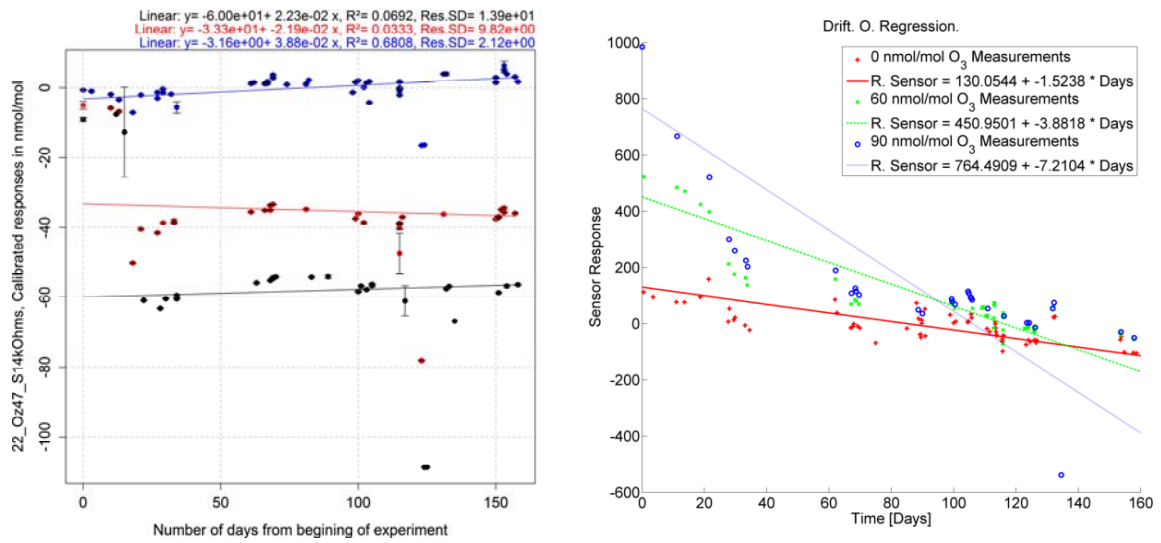 Linear: y= -6.00e+01+ 2.23e-02 x, R²= 0.0692, Res.SD= 1.39e+01
Linear: y= -3.33e+01+ -2.19e-02 x, R²= 0.0333, Res.SD= 9.82e+00
Linear: y= -3.16e+00+ 3.88e-02 x, R²= 0.6808, Res.SD= 2.12e+00
22_Oz47_S14kOhms, Calibrated responses in nmol/mol
0
-20
-40
-60
-80
-100
0 50 100 150
Number of days from begining of experiment
Drift. O. Regression.
0 nmol/mol O₃ Measurements
R. Sensor = 130.0544 + -1.5238 * Days
60 nmol/mol O₃ Measurements
R. Sensor = 450.9501 + -3.8818 * Days
90 nmol/mol O₃ Measurements
R. Sensor = 764.4909 + -7.2104 * Days
Sensor Response
1000
800
600
400
200
0
-200
-400
-600
0 20 40 60 80 100 120 140 160
Time [Days]